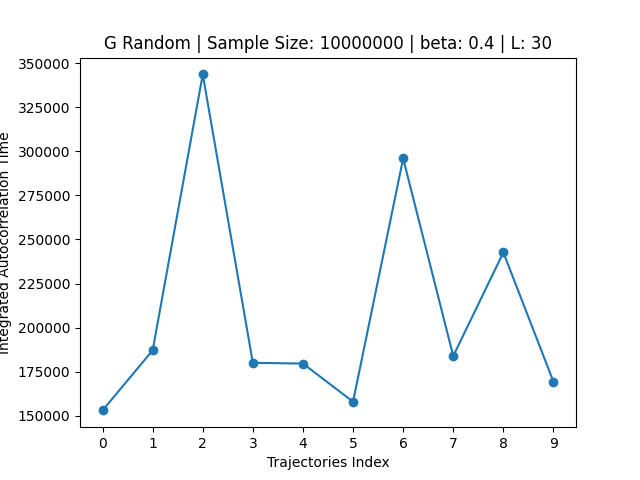 G Random | Sample Size: 10000000 | beta: 0.4 | L: 30
350000
325000
300000
275000
250000
225000
200000
175000
150000
Integrated Autocorrelation Time
0 1 2 3 4 5 6 7 8 9
Trajectories Index